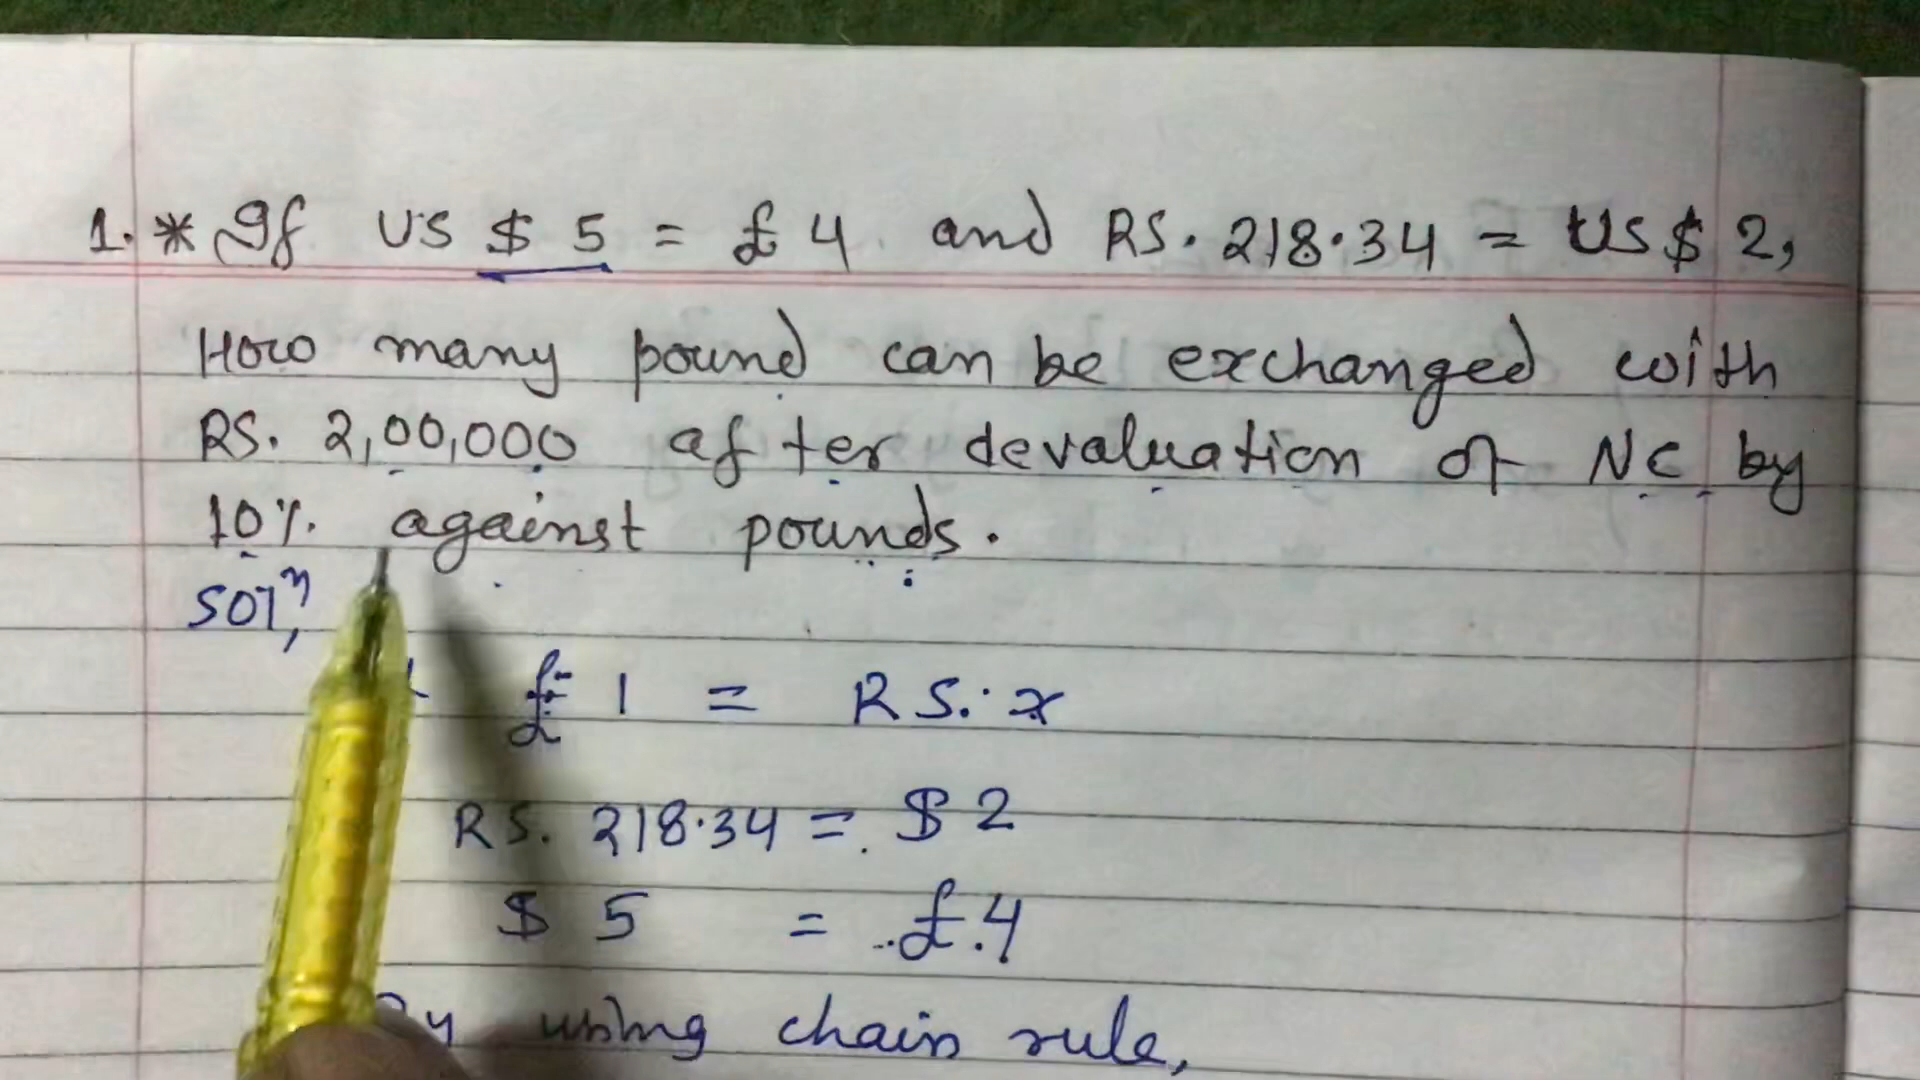 1. * If US $ 5 = £ 4 and RS. 218.34 = US $ 2,
How many pound can be exchanged with
RS. 2,00,000 after devaluation of NC by
10% against pounds.
Solⁿ,
£ 1 = RS. x
RS. 218.34 = $ 2
$ 5 = £ 4
By using chain rule,